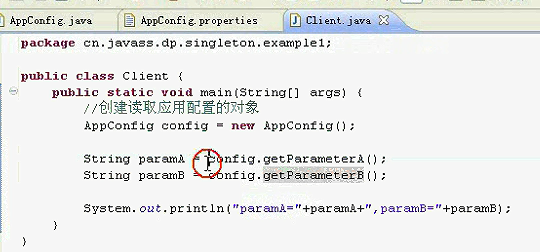 AppConfig.java AppConfig.properties Client.java
package cn.javass.dp.singleton.example1;
public class Client {
public static void main(String[] args) {
//创建读取应用配置的对象
AppConfig config = new AppConfig();
String paramA = config.getParameterA();
String paramB = config.getParameterB();
System.out.println("paramA="+paramA+",paramB="+paramB);
}
}